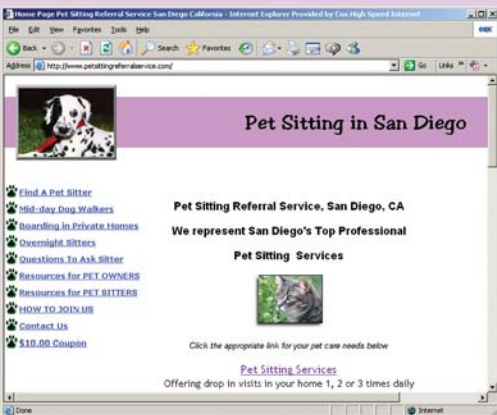 Home Page Pet Sitting Referral Service San Diego California - Internet Explorer Provided by Cox High Speed Internet
File Edit View Favorites Tools Help
cox
Back Search Favorites
Address http://www.petsittingreferralservice.com/ Go Links »
Pet Sitting in San Diego
Find A Pet Sitter
Mid-day Dog Walkers
Boarding in Private Homes
Overnight Sitters
Questions To Ask Sitter
Resources for PET OWNERS
Resources for PET SITTERS
HOW TO JOIN US
Contact Us
$10.00 Coupon
Pet Sitting Referral Service, San Diego, CA
We represent San Diego's Top Professional
Pet Sitting Services
Click the appropriate link for your pet care needs below
Pet Sitting Services
Offering drop in visits in your home 1, 2 or 3 times daily
Done Internet